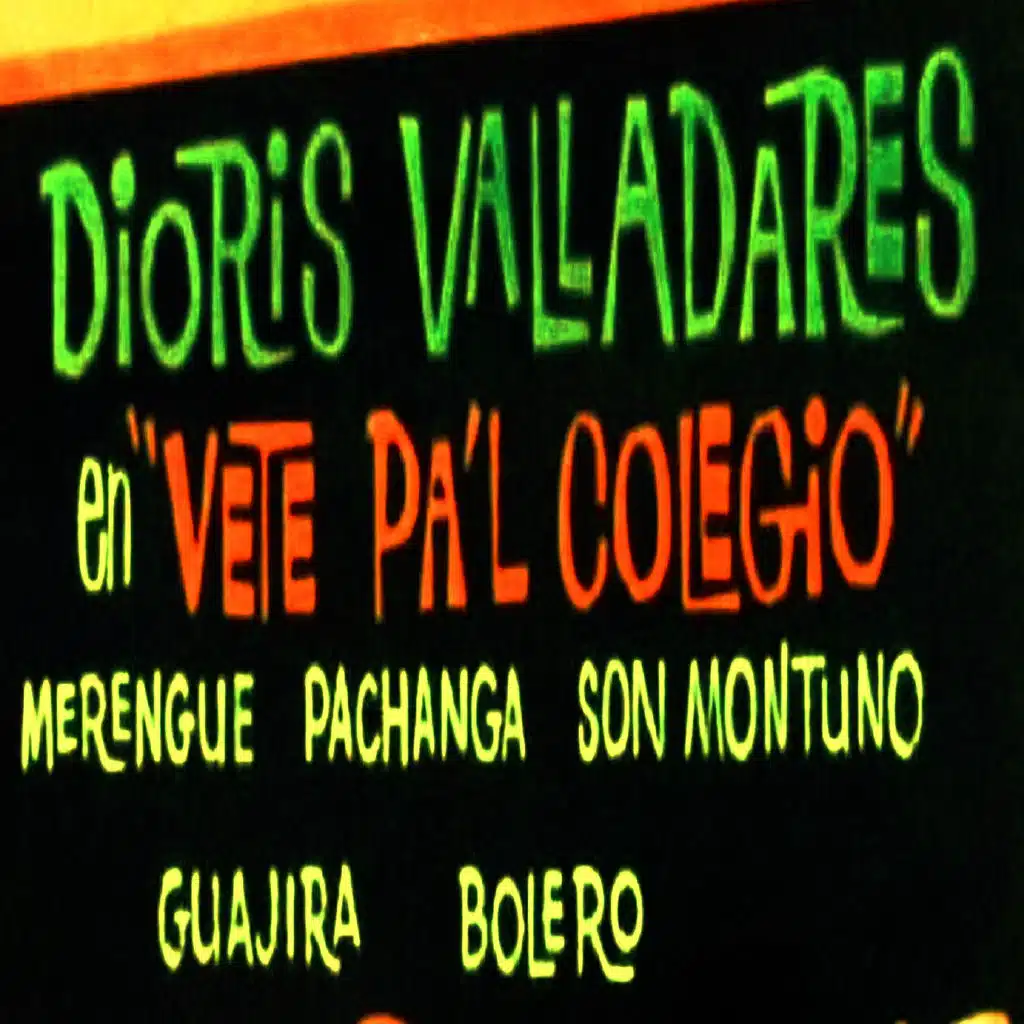 DiORiS VALLADARES
en "VETE PA'L COLEGiO"
MERENGUE PACHANGA SON MONTUNO
GUAJIRA BOLERO